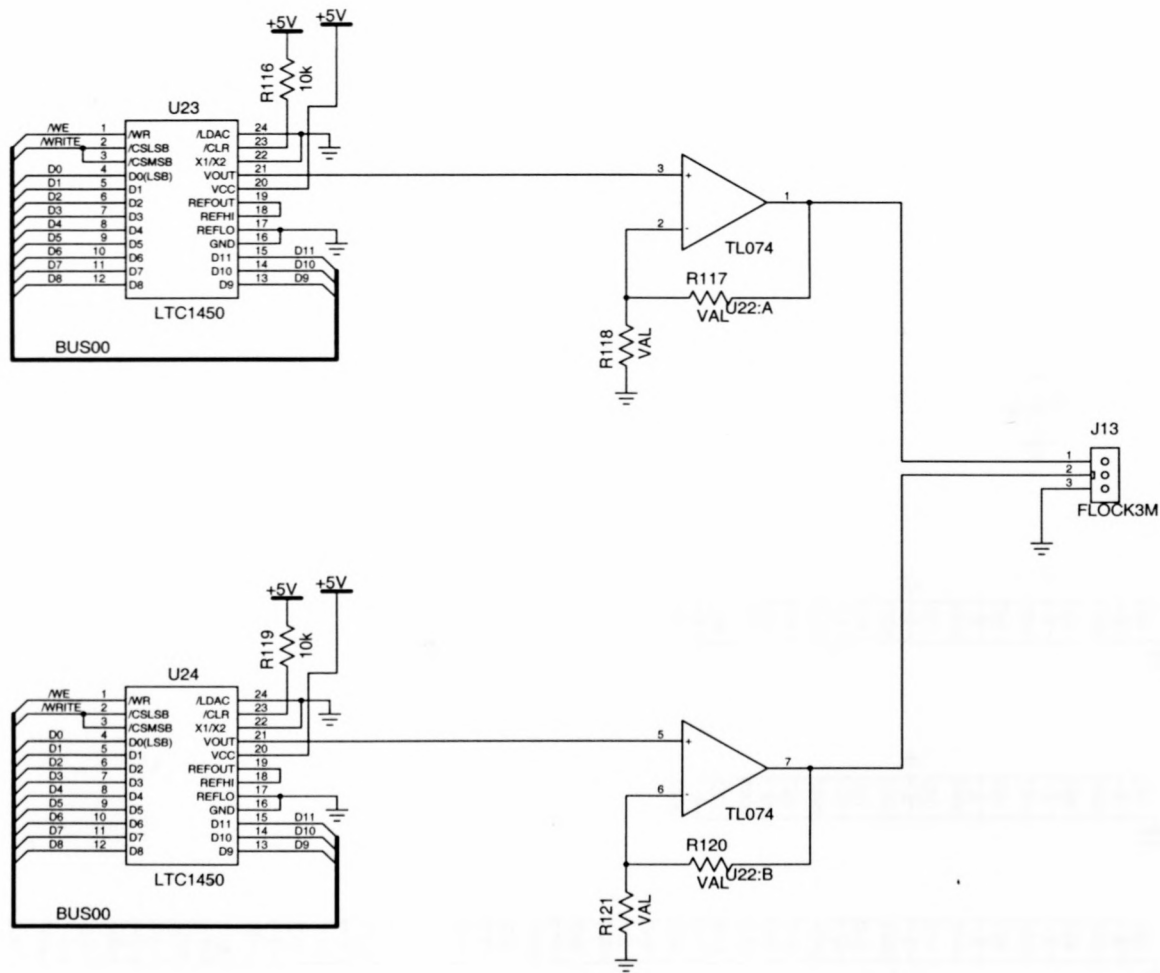 +5V
+5V
R116
10k
U23
/WE 1 /WR /LDAC 24
/WRITE 2 /CSLSB /CLR 23
3 /CSMSB X1/X2 22
D0 4 D0(LSB) VOUT 21
D1 5 D1 VCC 20
D2 6 D2 REFOUT 19
D3 7 D3 REFHI 18
D4 8 D4 REFLO 17
D5 9 D5 GND 16
D6 10 D6 D11 15 D11
D7 11 D7 D10 14 D10
D8 12 D8 D9 13 D9
LTC1450
BUS00
3 + 1
2 -
TL074
R117
VAL U22:A
R118
VAL
J13
1
2
3
FLOCK3M
+5V
+5V
R119
10k
U24
/WE 1 /WR /LDAC 24
/WRITE 2 /CSLSB /CLR 23
3 /CSMSB X1/X2 22
D0 4 D0(LSB) VOUT 21
D1 5 D1 VCC 20
D2 6 D2 REFOUT 19
D3 7 D3 REFHI 18
D4 8 D4 REFLO 17
D5 9 D5 GND 16
D6 10 D6 D11 15 D11
D7 11 D7 D10 14 D10
D8 12 D8 D9 13 D9
LTC1450
BUS00
5 + 7
6 -
TL074
R120
VAL U22:B
R121
VAL